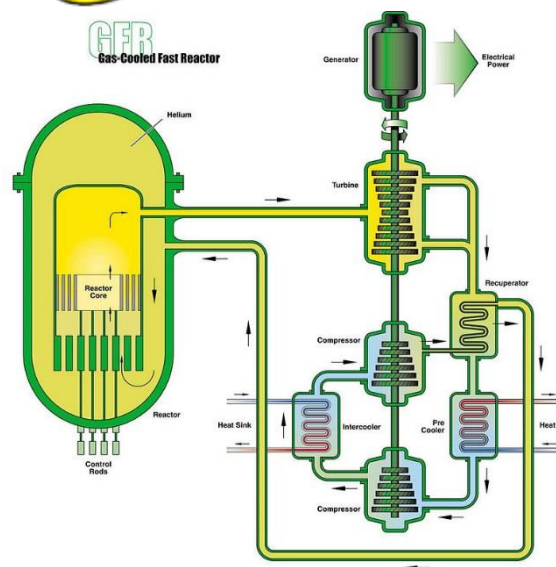 GFR
Gas-Cooled Fast Reactor
Generator
Electrical
Power
Helium
Turbine
Reactor
Core
Recuperator
Compressor
Reactor
Heat Sink
Intercooler
Pre
Cooler
Heat
Control
Rods
Compressor